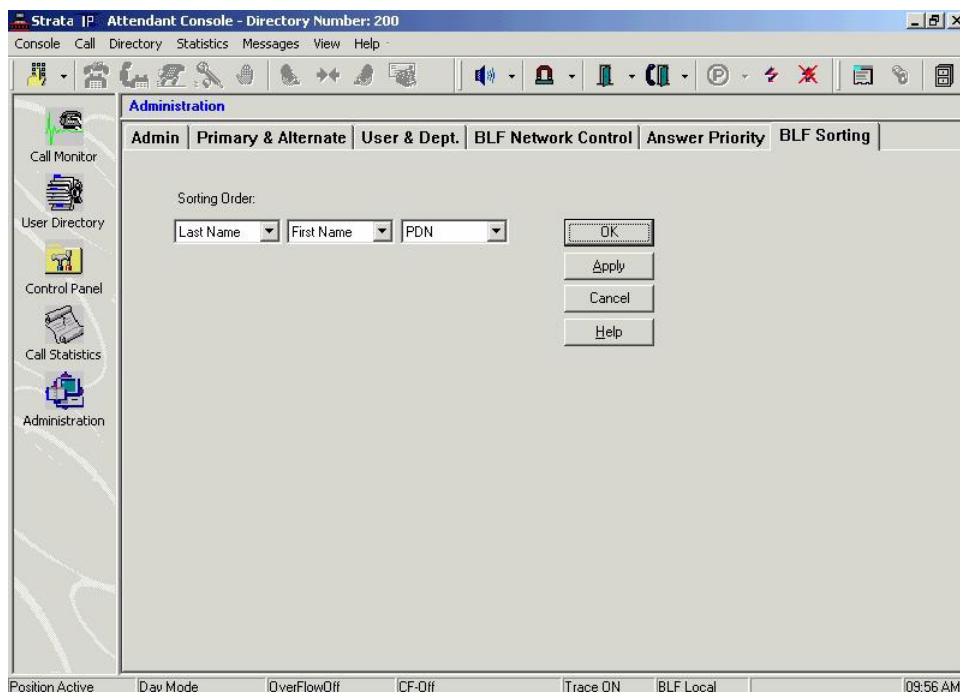 Strata IP Attendant Console - Directory Number: 200
Console Call Directory Statistics Messages View Help
P
Administration
Admin Primary & Alternate User & Dept. BLF Network Control Answer Priority BLF Sorting
Call Monitor
User Directory
Control Panel
Call Statistics
Administration
Sorting Order:
Last Name First Name PDN
OK
Apply
Cancel
Help
Position Active Day Mode OverFlowOff CF-Off Trace ON BLF Local 09:56 AM